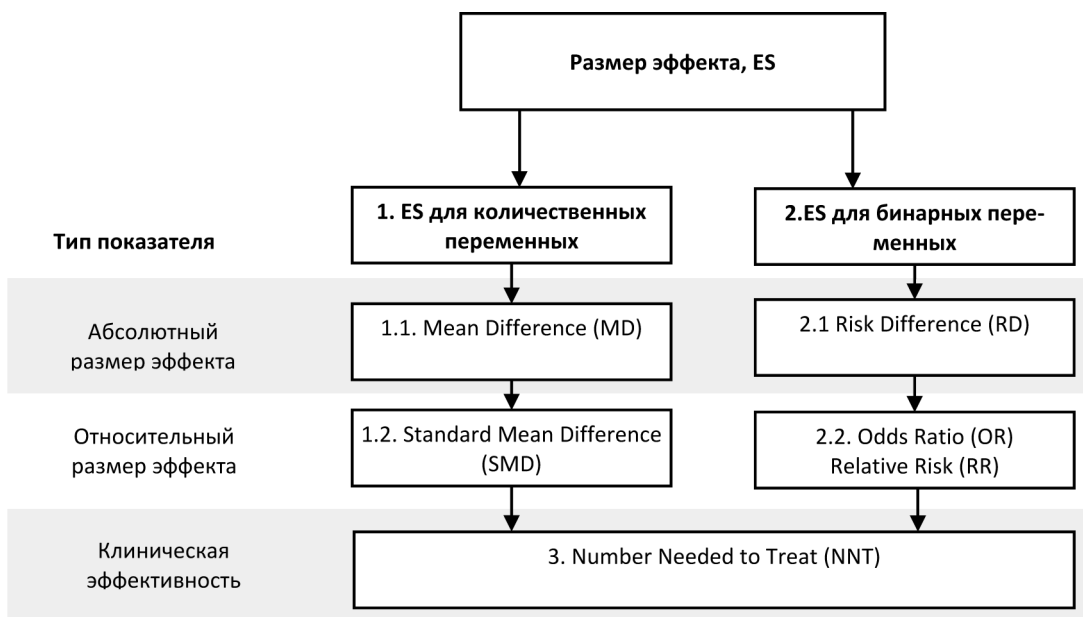 Размер эффекта, ES
1. ES для количественных
переменных
2.ES для бинарных пере-
менных
Тип показателя
Абсолютный
размер эффекта
1.1. Mean Difference (MD)
2.1 Risk Difference (RD)
Относительный
размер эффекта
1.2. Standard Mean Difference
(SMD)
2.2. Odds Ratio (OR)
Relative Risk (RR)
Клиническая
эффективность
3. Number Needed to Treat (NNT)